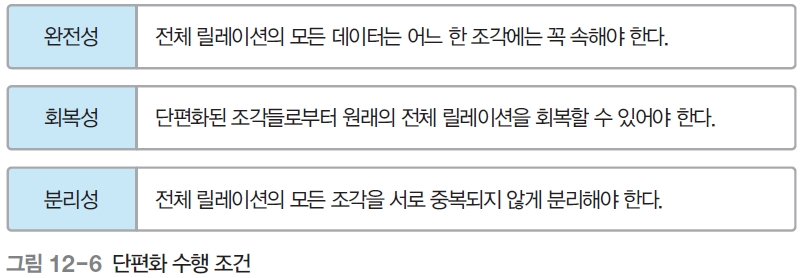 완전성 전체 릴레이션의 모든 데이터는 어느 한 조각에는 꼭 속해야 한다.
회복성 단편화된 조각들로부터 원래의 전체 릴레이션을 회복할 수 있어야 한다.
분리성 전체 릴레이션의 모든 조각을 서로 중복되지 않게 분리해야 한다.
그림 12-6 단편화 수행 조건